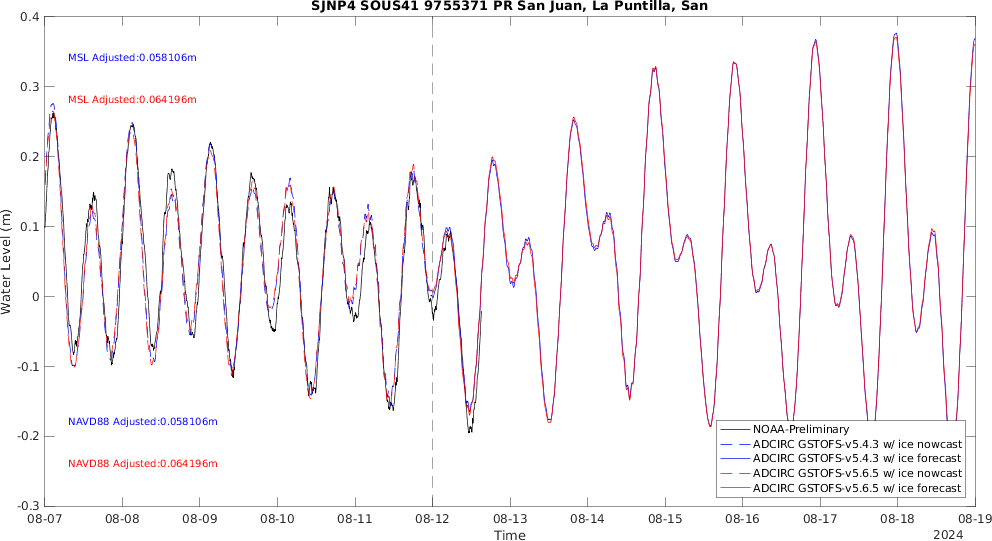 SJNP4 SOUS41 9755371 PR San Juan, La Puntilla, San
0.4
0.3
0.2
0.1
0
-0.1
-0.2
-0.3
Water Level (m)
MSL Adjusted:0.058106m
MSL Adjusted:0.064196m
NAVD88 Adjusted:0.058106m
NAVD88 Adjusted:0.064196m
NOAA-Preliminary
ADCIRC GSTOFS-v5.4.3 w/ ice nowcast
ADCIRC GSTOFS-v5.4.3 w/ ice forecast
ADCIRC GSTOFS-v5.6.5 w/ ice nowcast
ADCIRC GSTOFS-v5.6.5 w/ ice forecast
08-07 08-08 08-09 08-10 08-11 08-12 08-13 08-14 08-15 08-16 08-17 08-18 08-19
Time
2024